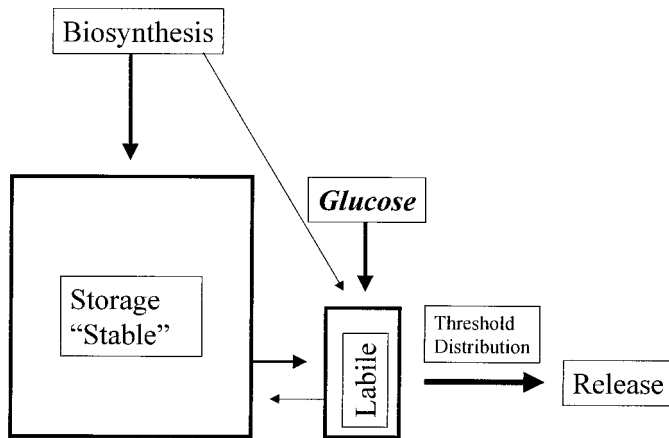 Biosynthesis
Glucose
Storage
“Stable”
Labile
Threshold
Distribution
Release